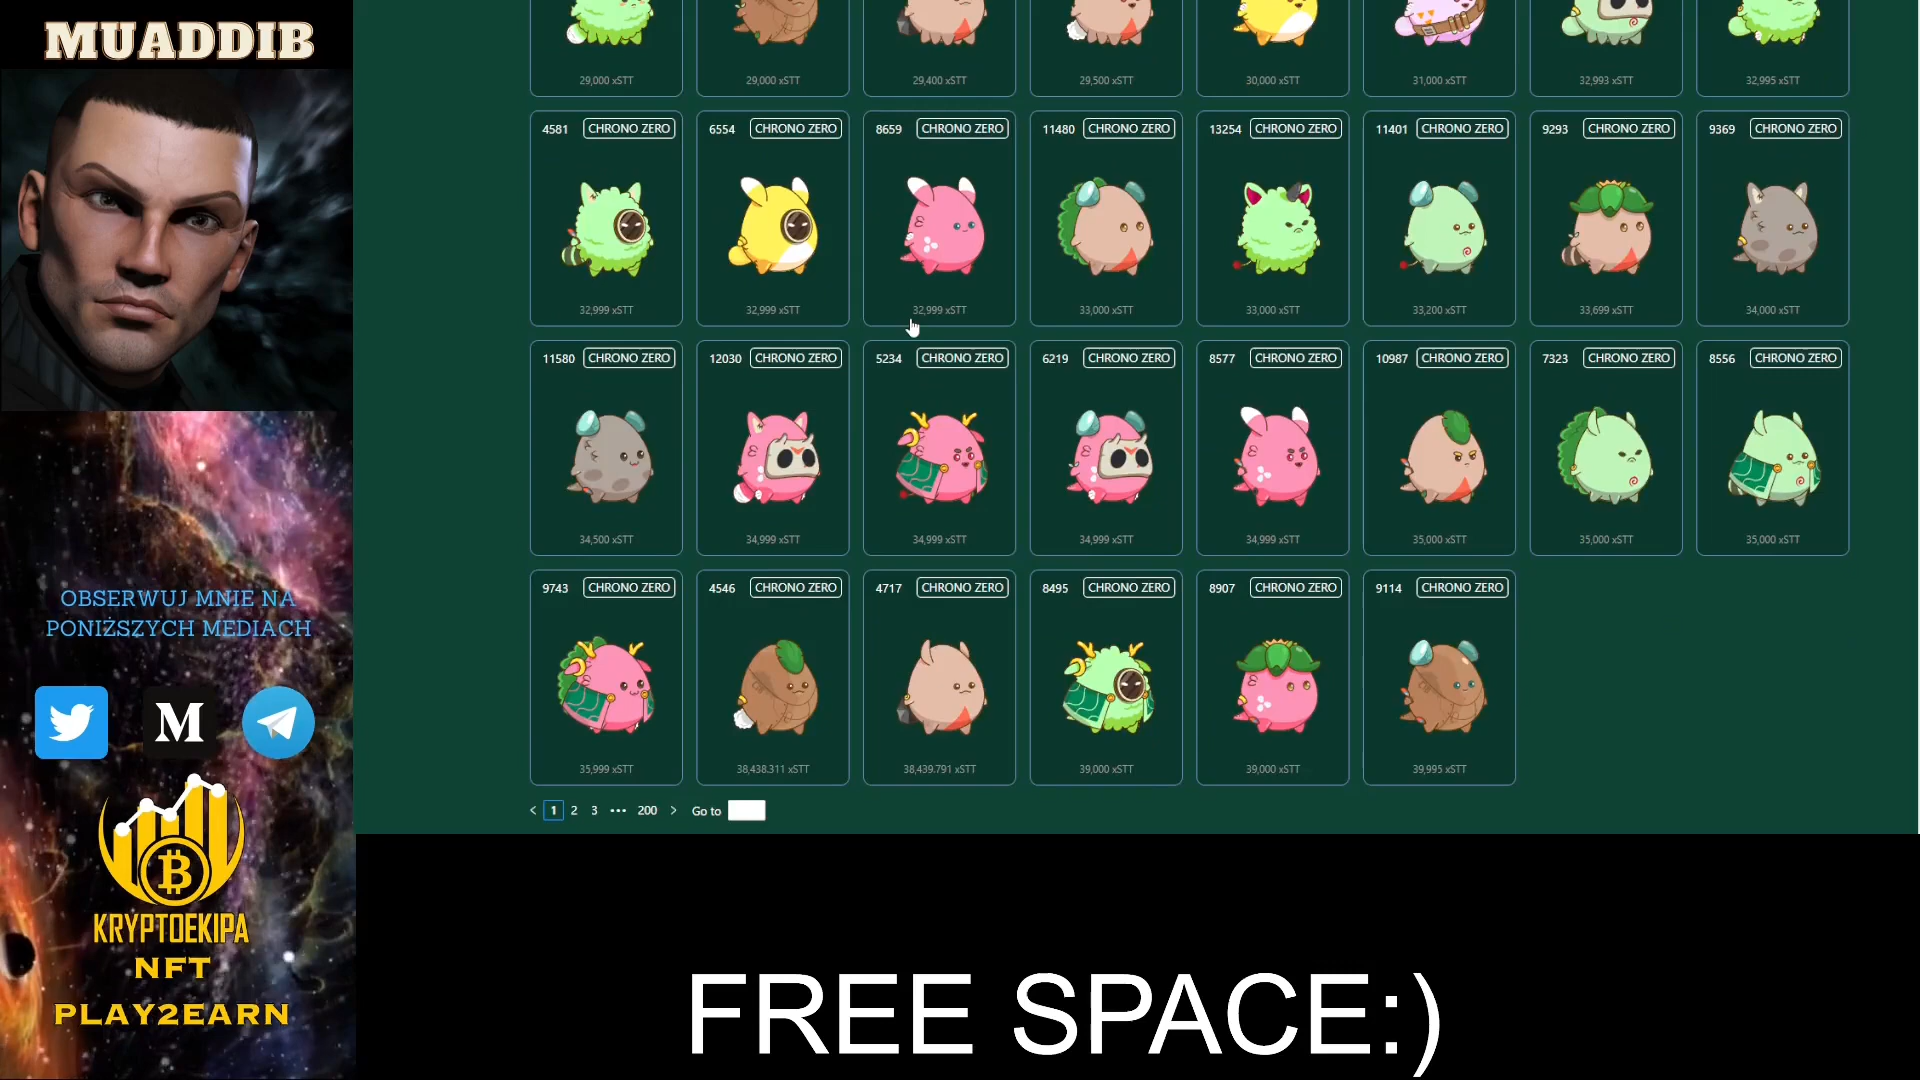 MUADDIB
OBSERWUJ MNIE NA
PONIŻSZYCH MEDIACH
M
KRYPTOEKIPA
NFT
PLAY2EARN
29,000 xSTT 29,000 xSTT 29,400 xSTT 29,500 xSTT 30,000 xSTT 31,000 xSTT 32,993 xSTT 32,995 xSTT
4581 CHRONO ZERO 6554 CHRONO ZERO 8659 CHRONO ZERO 11480 CHRONO ZERO 13254 CHRONO ZERO 11401 CHRONO ZERO 9293 CHRONO ZERO 9369 CHRONO ZERO
32,999 xSTT 32,999 xSTT 32,999 xSTT 33,000 xSTT 33,000 xSTT 33,200 xSTT 33,699 xSTT 34,000 xSTT
11580 CHRONO ZERO 12030 CHRONO ZERO 5234 CHRONO ZERO 6219 CHRONO ZERO 8577 CHRONO ZERO 10987 CHRONO ZERO 7323 CHRONO ZERO 8556 CHRONO ZERO
34,500 xSTT 34,999 xSTT 34,999 xSTT 34,999 xSTT 34,999 xSTT 35,000 xSTT 35,000 xSTT 35,000 xSTT
9743 CHRONO ZERO 4546 CHRONO ZERO 4717 CHRONO ZERO 8495 CHRONO ZERO 8907 CHRONO ZERO 9114 CHRONO ZERO
35,999 xSTT 38,438.311 xSTT 38,439.791 xSTT 39,000 xSTT 39,000 xSTT 39,995 xSTT
< 1 2 3 ••• 200 > Go to
FREE SPACE:)